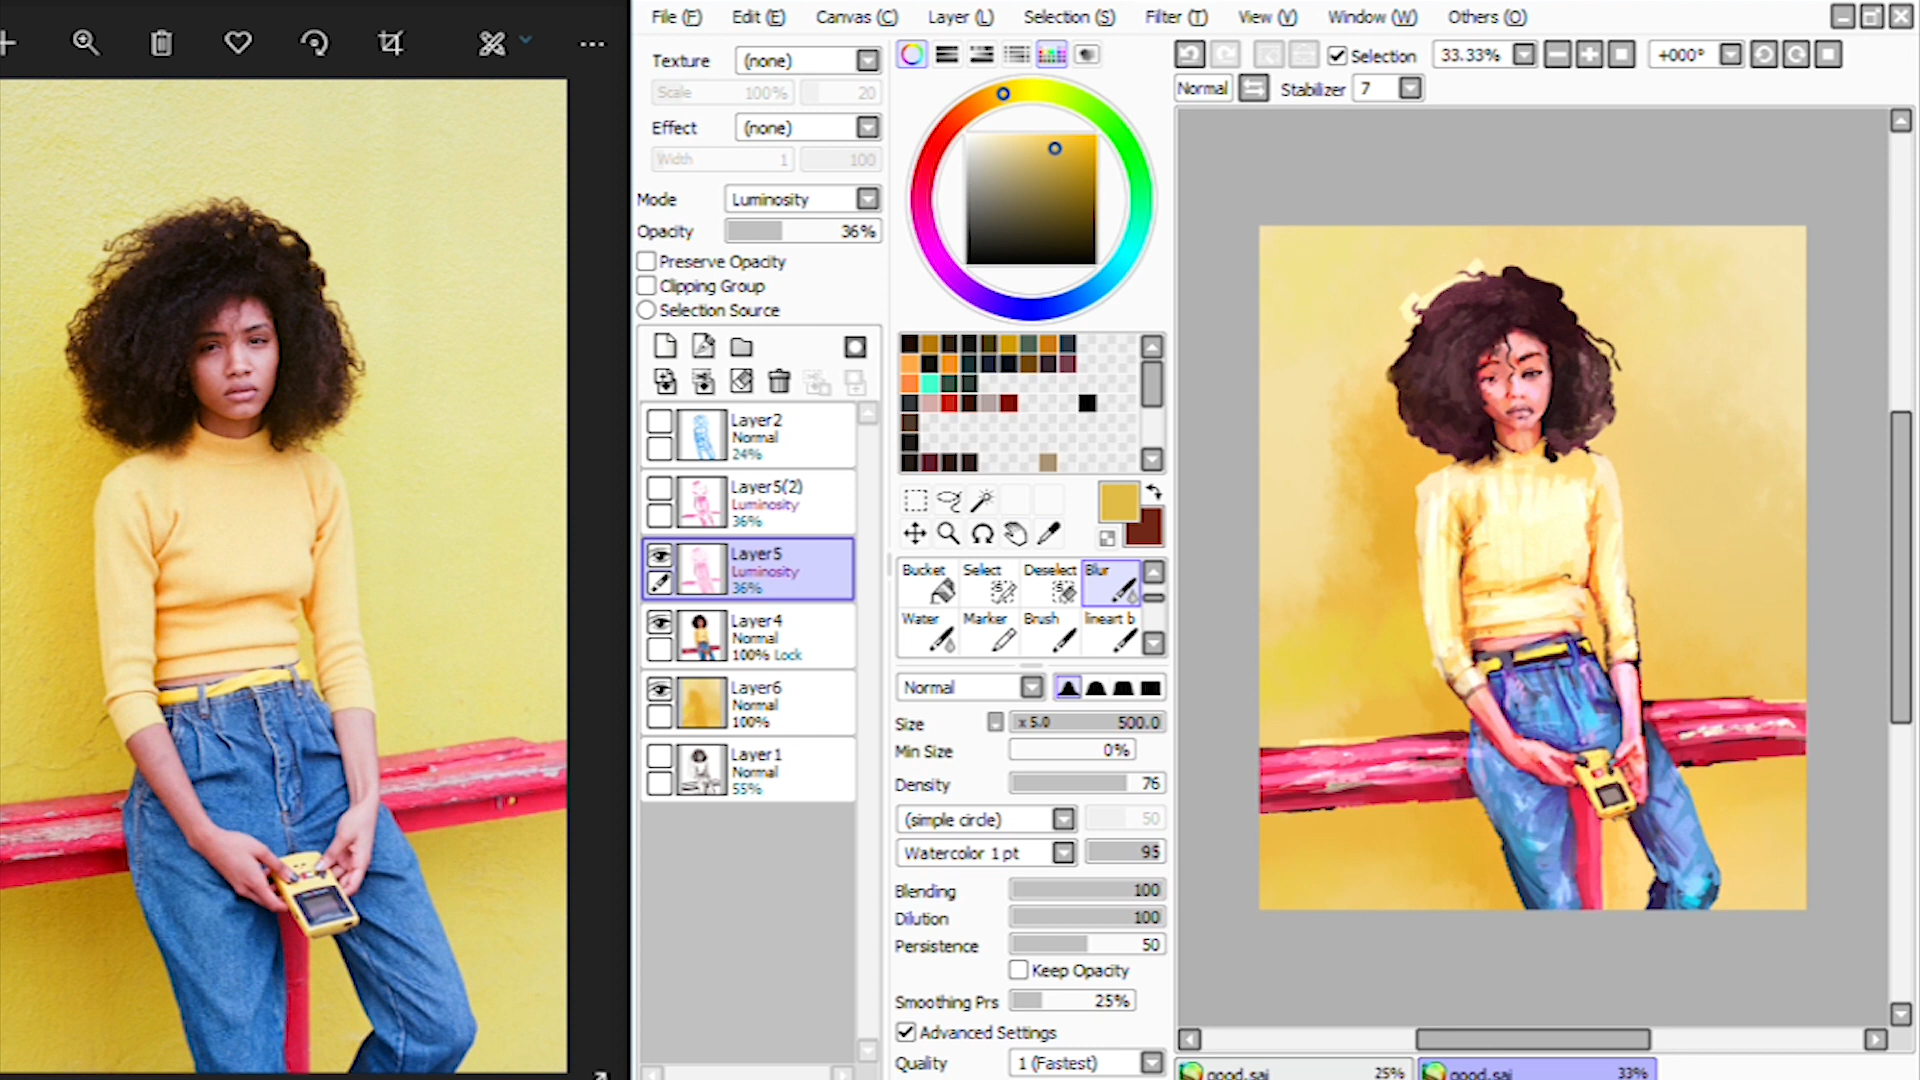 File (F) Edit (E) Canvas (C) Layer (L) Selection (S) Filter (T) View (V) Window (W) Others (O)
Texture (none)
Scale 100% 20
Effect (none)
Width 1 100
Mode Luminosity
Opacity 36%
Preserve Opacity
Clipping Group
Selection Source
Layer2
Normal
24%
Layer5(2)
Luminosity
36%
Layer5
Luminosity
36%
Layer4
Normal
100% Lock
Layer6
Normal
100%
Layer1
Normal
55%
Bucket Select Deselect Blur
Water Marker Brush lineart b
Normal
Size x 5.0 500.0
Min Size 0%
Density 76
(simple circle) 50
Watercolor 1 pt 95
Blending 100
Dilution 100
Persistence 50
Keep Opacity
Smoothing Prs 25%
Advanced Settings
Quality 1 (Fastest)
Selection 33.33% +000°
Normal Stabilizer 7
good.sai 25% good.sai 33%